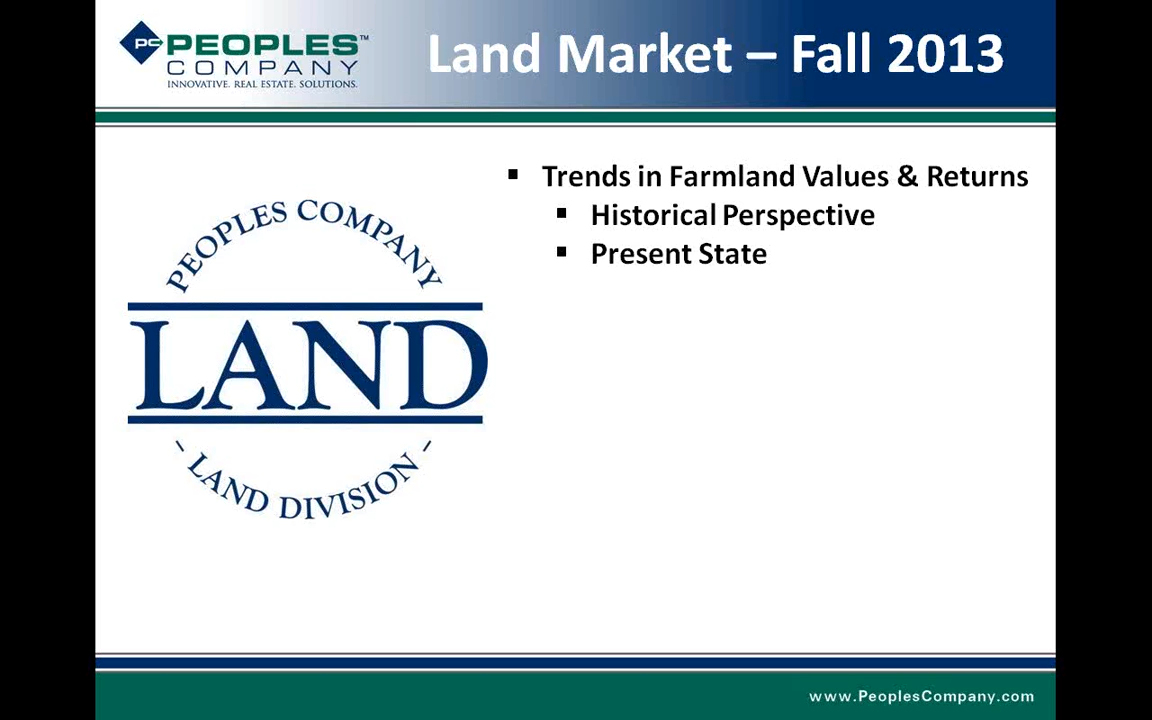 PC PEOPLES™
COMPANY
INNOVATIVE. REAL ESTATE. SOLUTIONS.
Land Market – Fall 2013
▪ Trends in Farmland Values & Returns
▪ Historical Perspective
▪ Present State
PEOPLES COMPANY
LAND
- LAND DIVISION -
www.PeoplesCompany.com